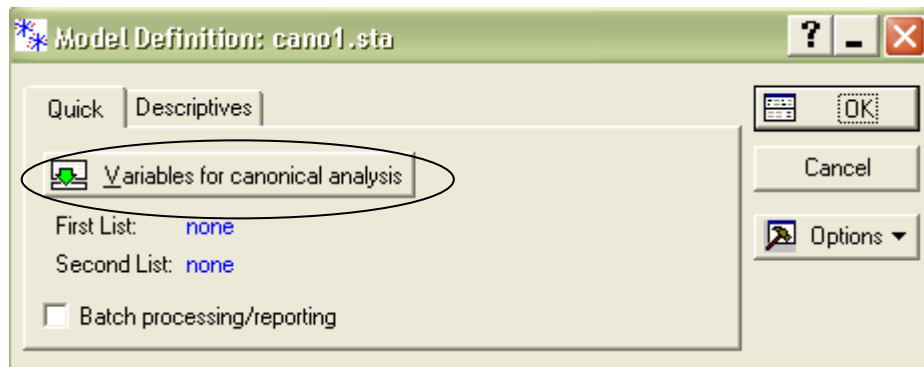 Model Definition: cano1.sta
Quick
Descriptives
OK
Variables for canonical analysis
Cancel
First List: none
Options
Second List: none
Batch processing/reporting